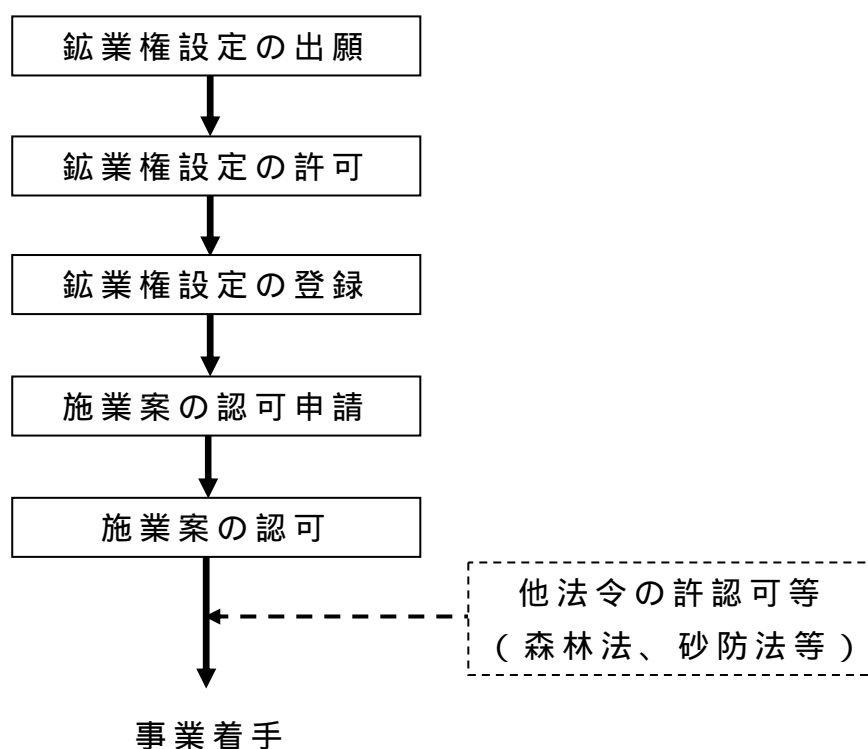 鉱業権設定の出願
鉱業権設定の許可
鉱業権設定の登録
施業案の認可申請
施業案の認可
他法令の許認可等
(森林法、砂防法等)
事業着手